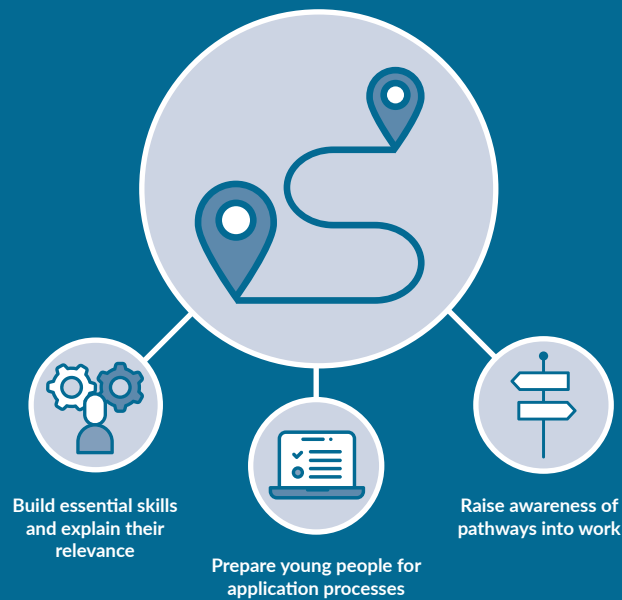 Build essential skills
and explain their
relevance
Prepare young people for
application processes
Raise awareness of
pathways into work